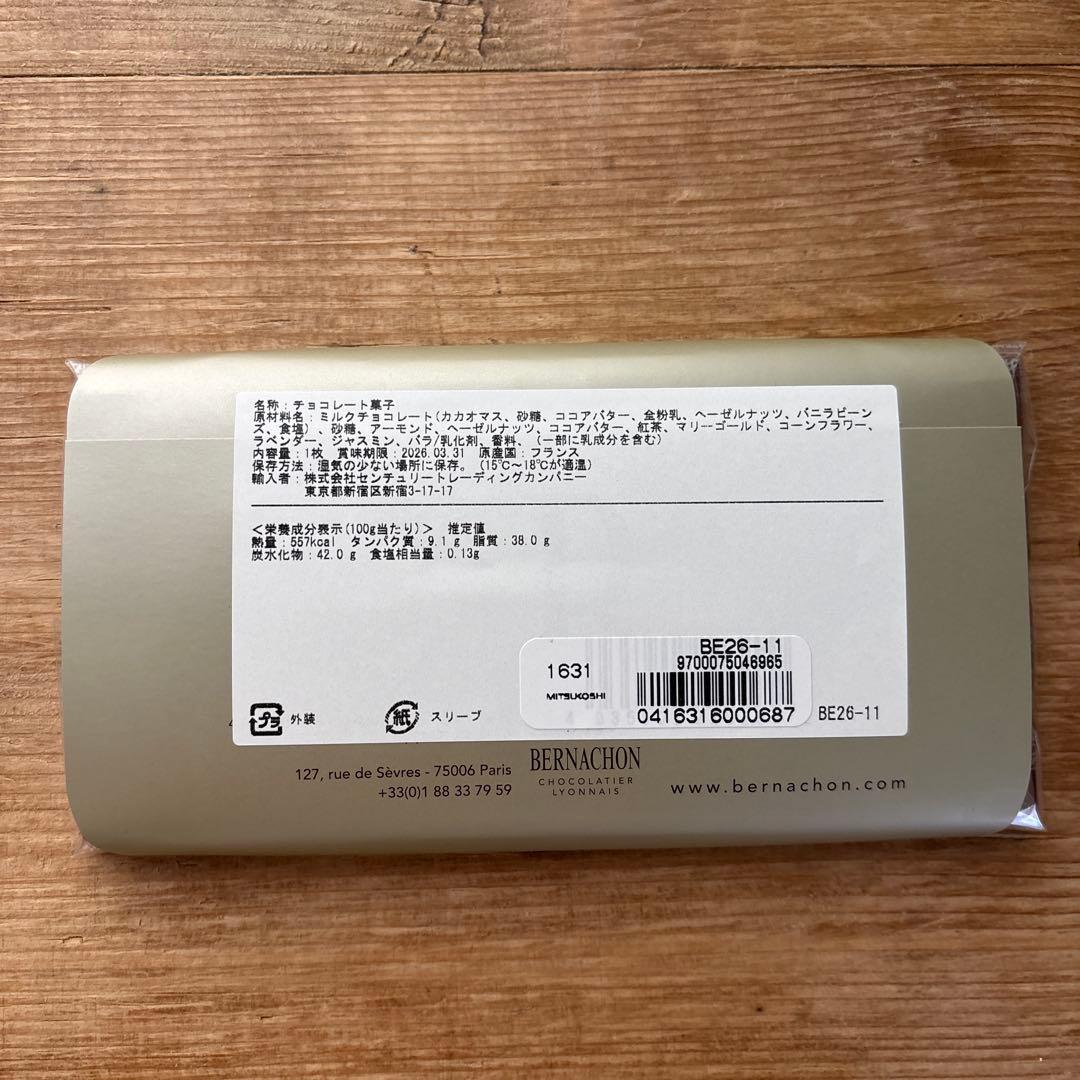 名称：チョコレート菓子
原材料名：ミルクチョコレート(カカオマス、砂糖、ココアバター、全粉乳、ヘーゼルナッツ、バニラビーン
ズ、食塩)、砂糖、アーモンド、ヘーゼルナッツ、ココアバター、紅茶、マリーゴールド、コーンフラワー、
ラベンダー、ジャスミン、バラ/乳化剤、香料、(一部に乳成分を含む)
内容量：1枚 賞味期限：2026.03.31 原産国：フランス
保存方法：湿気の少ない場所に保存。(15℃～18℃が適温)
輸入者：株式会社センチュリートレーディングカンパニー
東京都新宿区新宿3-17-17
＜栄養成分表示(100g当たり)＞ 推定値
熱量：557kcal タンパク質：9.1g 脂質：38.0g
炭水化物：42.0g 食塩相当量：0.13g
BE26-11
9700075046965
1631
MITSUKOSHI
0416316000687
BE26-11
プラ 外装
紙 スリーブ
127, rue de Sèvres - 75006 Paris
+33(0)1 88 33 79 59
BERNACHON
CHOCOLATIER
LYONNAIS
www.bernachon.com